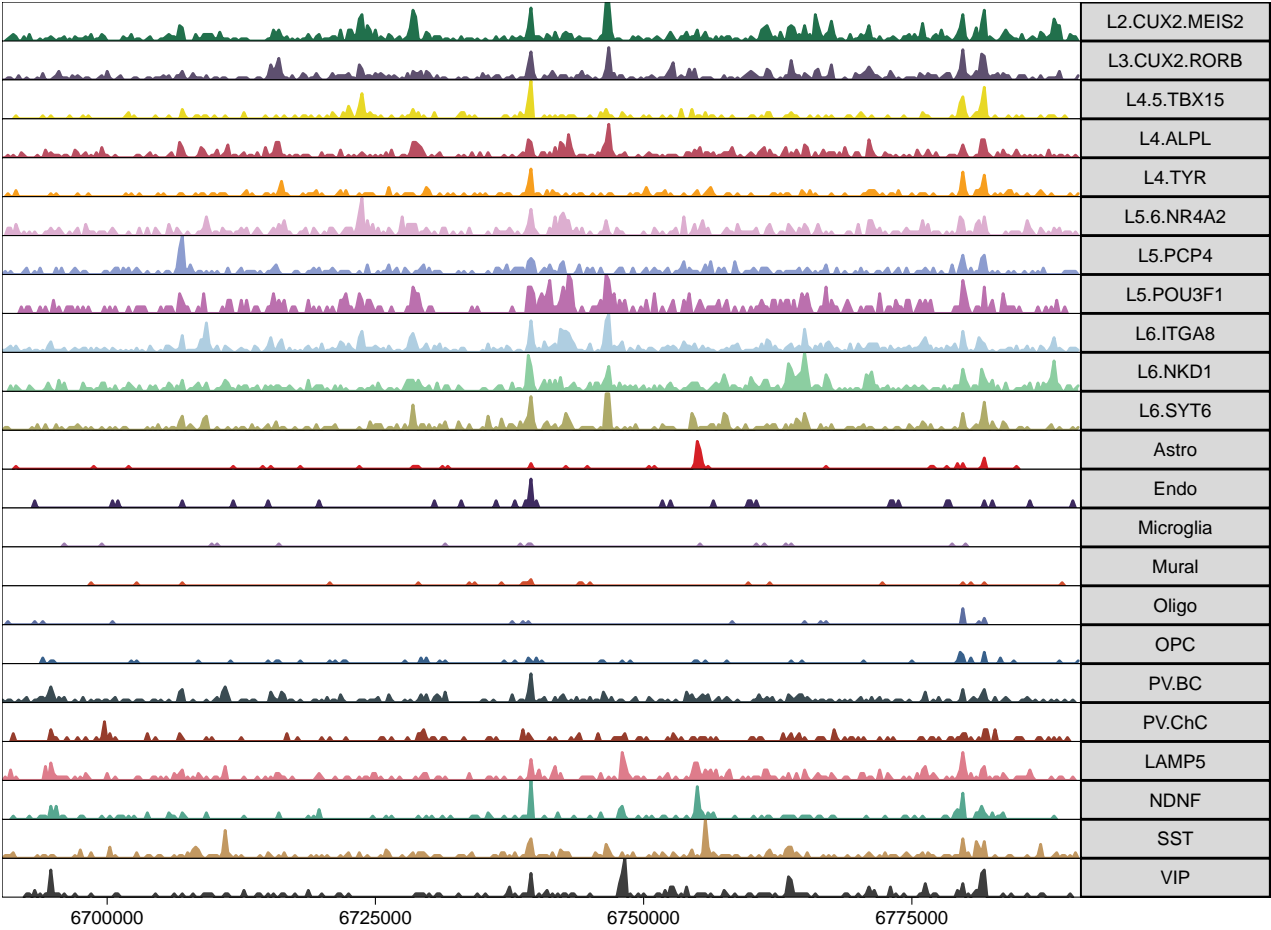 L2.CUX2.MEIS2
L3.CUX2.RORB
L4.5.TBX15
L4.ALPL
L4.TYR
L5.6.NR4A2
L5.PCP4
L5.POU3F1
L6.ITGA8
L6.NKD1
L6.SYT6
Astro
Endo
Microglia
Mural
Oligo
OPC
PV.BC
PV.ChC
LAMP5
NDNF
SST
VIP
6700000 6725000 6750000 6775000